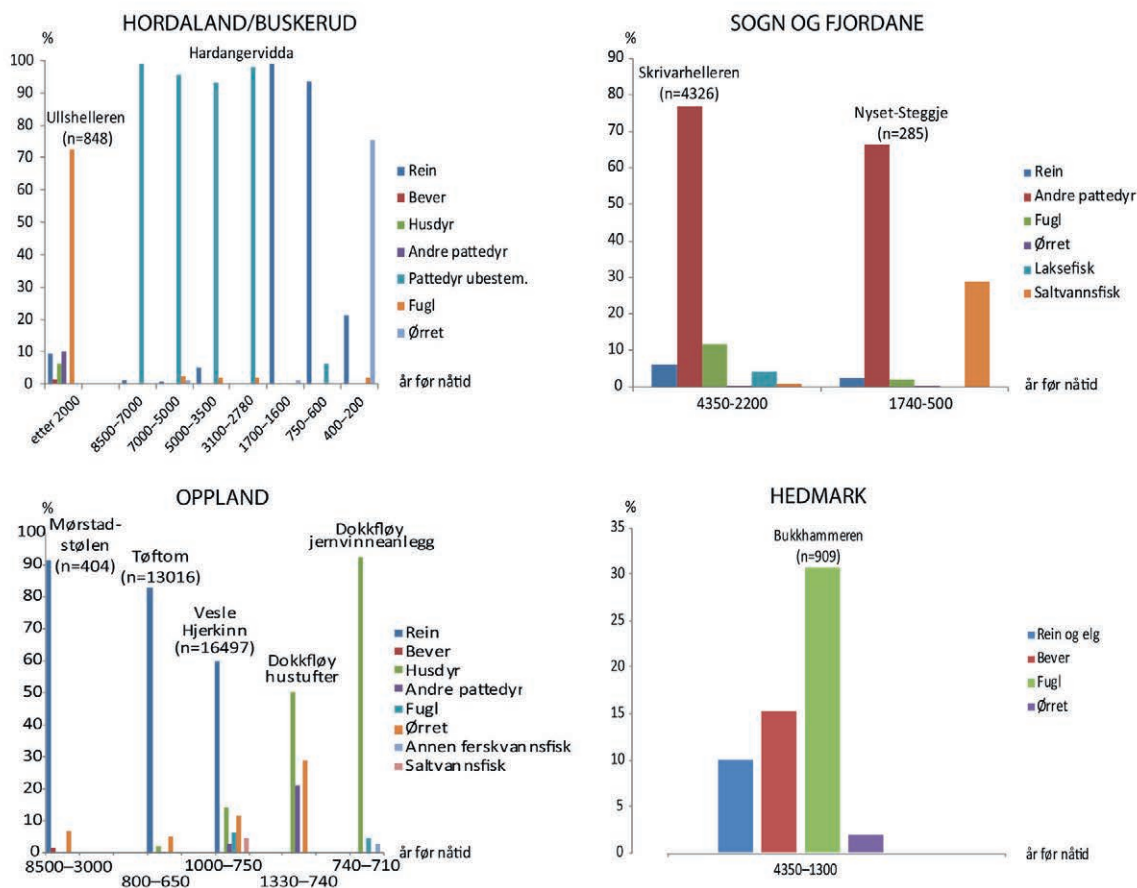 HORDALAND/BUSKERUD
%
Hardangervidda
100
90
80
70
60
50
40
30
20
10
0
Ullshelleren
(n=848)
Rein
Bever
Husdyr
Andre pattedyr
Pattedyr ubestem.
Fugl
Ørret
år før nåtid
etter 2000
8500–7000
7000–5000
5000–3500
3100–2780
1700–1600
750–600
400–200
SOGN OG FJORDANE
%
90
80
70
60
50
40
30
20
10
0
Skrivarhelleren
(n=4326)
Nyset-Steggje
(n=285)
Rein
Andre pattedyr
Fugl
Ørret
Laksefisk
Saltvannsfisk
år før nåtid
4350-2200
1740-500
OPPLAND
%
100
90
80
70
60
50
40
30
20
10
0
Mørstad-
stølen
(n=404)
Tøftom
(n=13016)
Vesle
Hjerkinn
(n=16497)
Dokkfløy
hustufter
Dokkfløy
jernvinneanlegg
Rein
Bever
Husdyr
Andre pattedyr
Fugl
Ørret
Annen ferskvannsfisk
Saltvannsfisk
år før nåtid
8500–3000
800–650
1000–750
1330–740
740–710
HEDMARK
%
35
30
25
20
15
10
5
0
Bukkhammeren
(n=909)
Rein og elg
Bever
Fugl
Ørret
år før nåtid
4350–1300